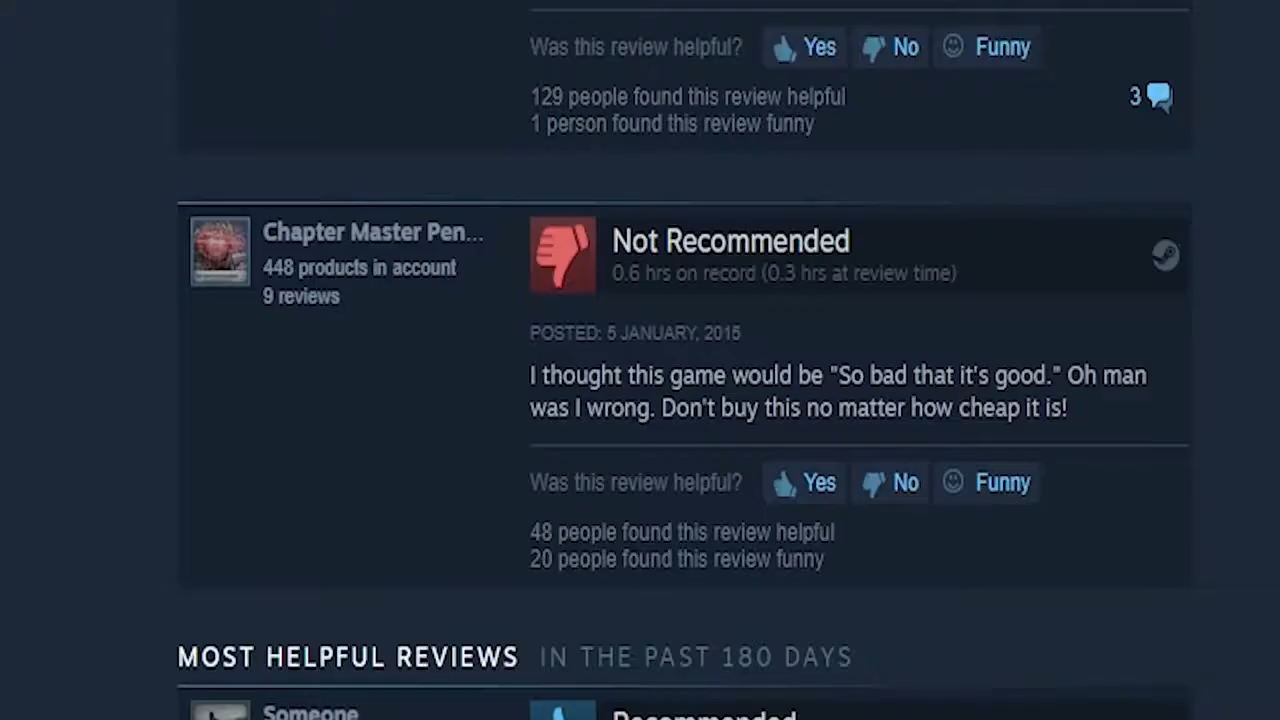 Was this review helpful? Yes No Funny
129 people found this review helpful
3
1 person found this review funny
Chapter Master Pen...
448 products in account
9 reviews
Not Recommended
0.6 hrs on record (0.3 hrs at review time)
POSTED: 5 JANUARY, 2015
I thought this game would be "So bad that it's good." Oh man
was I wrong. Don't buy this no matter how cheap it is!
Was this review helpful? Yes No Funny
48 people found this review helpful
20 people found this review funny
MOST HELPFUL REVIEWS IN THE PAST 180 DAYS
Someone
Recommended